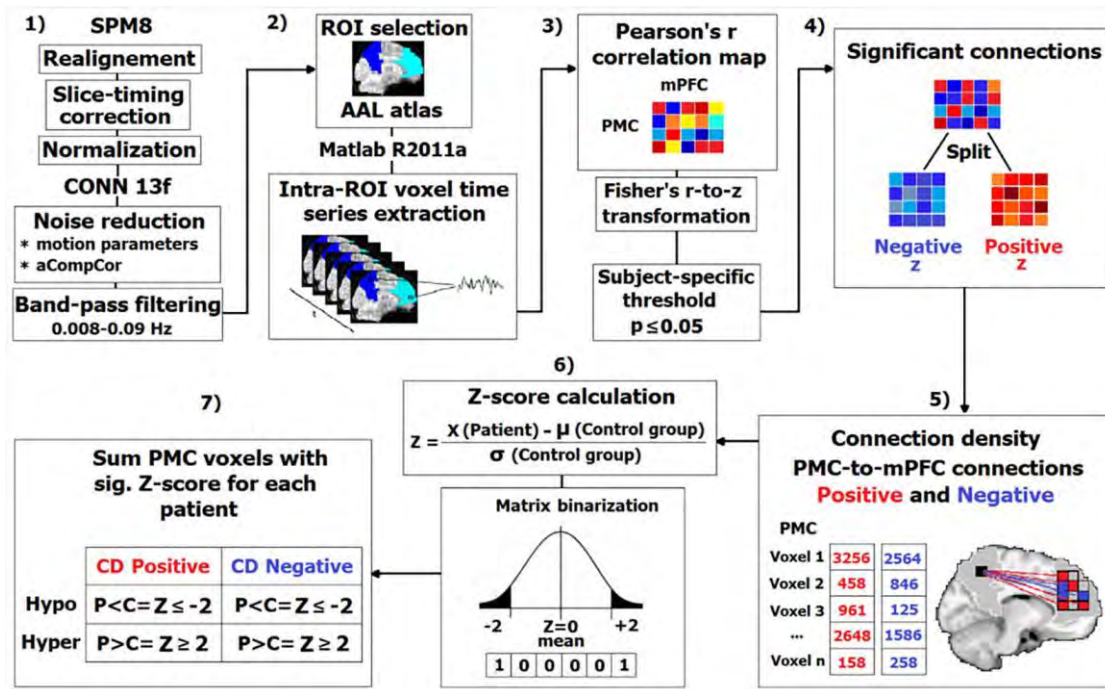 1)
SPM8
Realignement
Slice-timing
correction
Normalization
CONN 13f
Noise reduction
* motion parameters
* aCompCor
Band-pass filtering
0.008-0.09 Hz
2)
ROI selection
AAL atlas
Matlab R2011a
Intra-ROI voxel time
series extraction
t
3)
Pearson's r
correlation map
mPFC
PMC
Fisher's r-to-z
transformation
Subject-specific
threshold
p ≤ 0.05
4)
Significant connections
Split
Negative
z
Positive
z
5)
Connection density
PMC-to-mPFC connections
Positive and Negative
PMC
Voxel 1 3256 2564
Voxel 2 458 846
Voxel 3 961 125
... 2648 1586
Voxel n 158 258
6)
Z-score calculation
Z = X (Patient) - μ (Control group)
σ (Control group)
Matrix binarization
-2 Z=0 +2
mean
1 0 0 0 0 0 1
7)
Sum PMC voxels with
sig. Z-score for each
patient
CD Positive CD Negative
Hypo P<C= Z ≤ -2 P<C= Z ≤ -2
Hyper P>C= Z ≥ 2 P>C= Z ≥ 2